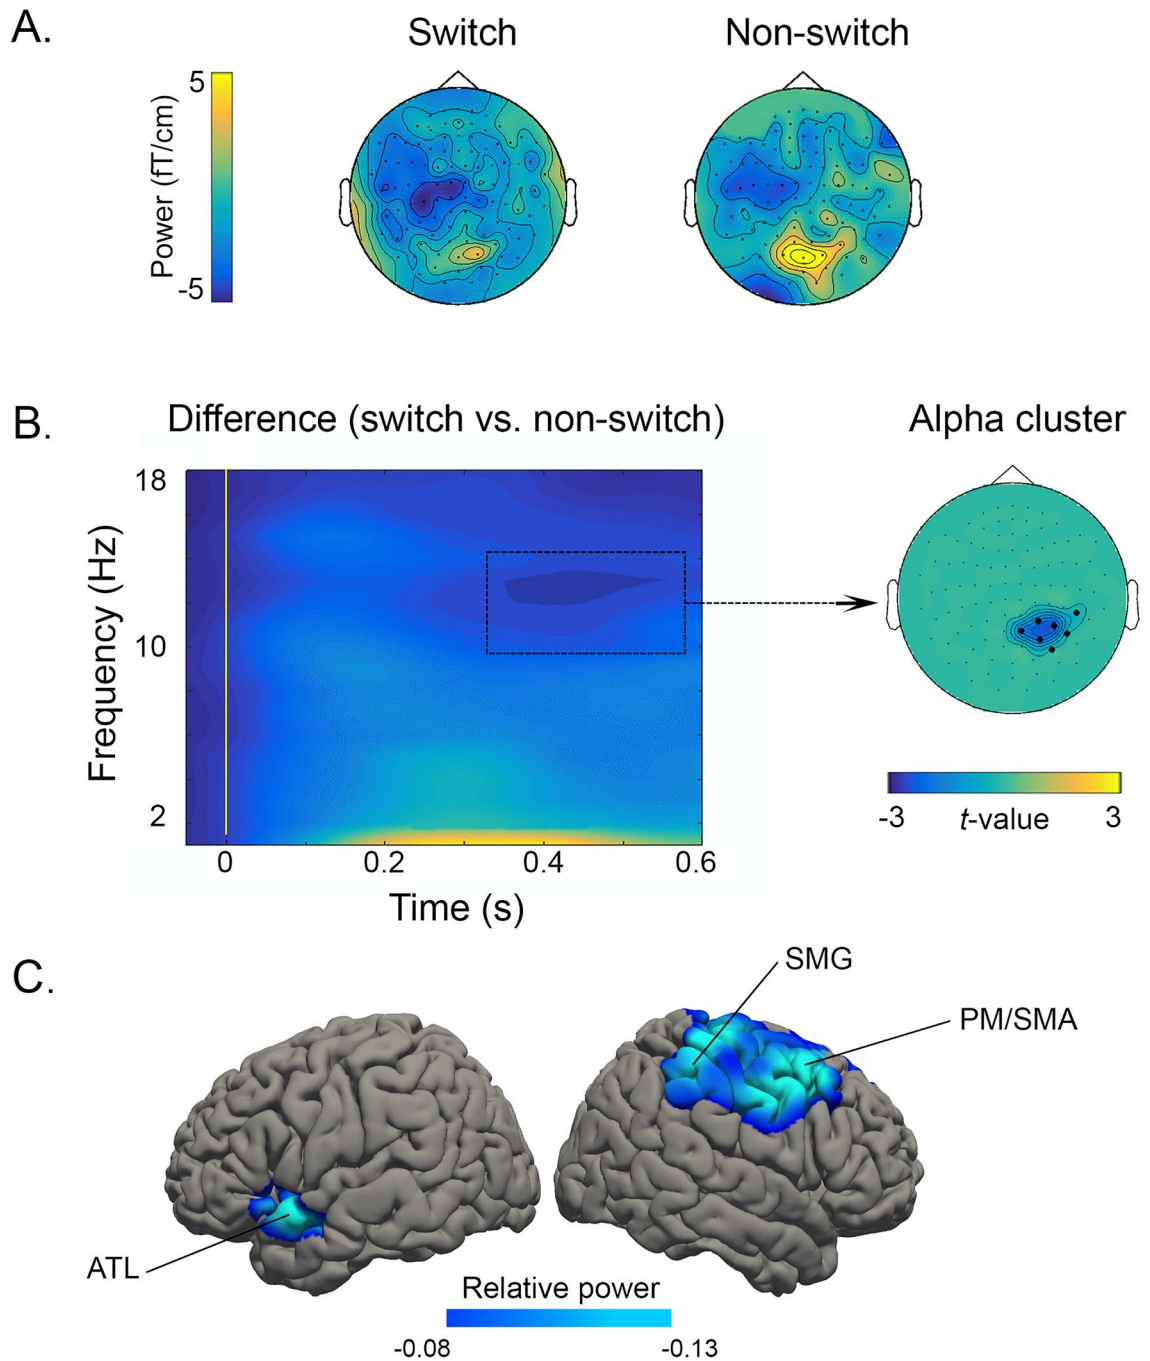 A.
Switch
Non-switch
5
Power (fT/cm)
-5
B.
Difference (switch vs. non-switch)
Alpha cluster
18
10
2
Frequency (Hz)
0
0.2
0.4
0.6
Time (s)
-3
t-value
3
C.
SMG
PM/SMA
ATL
Relative power
-0.08
-0.13